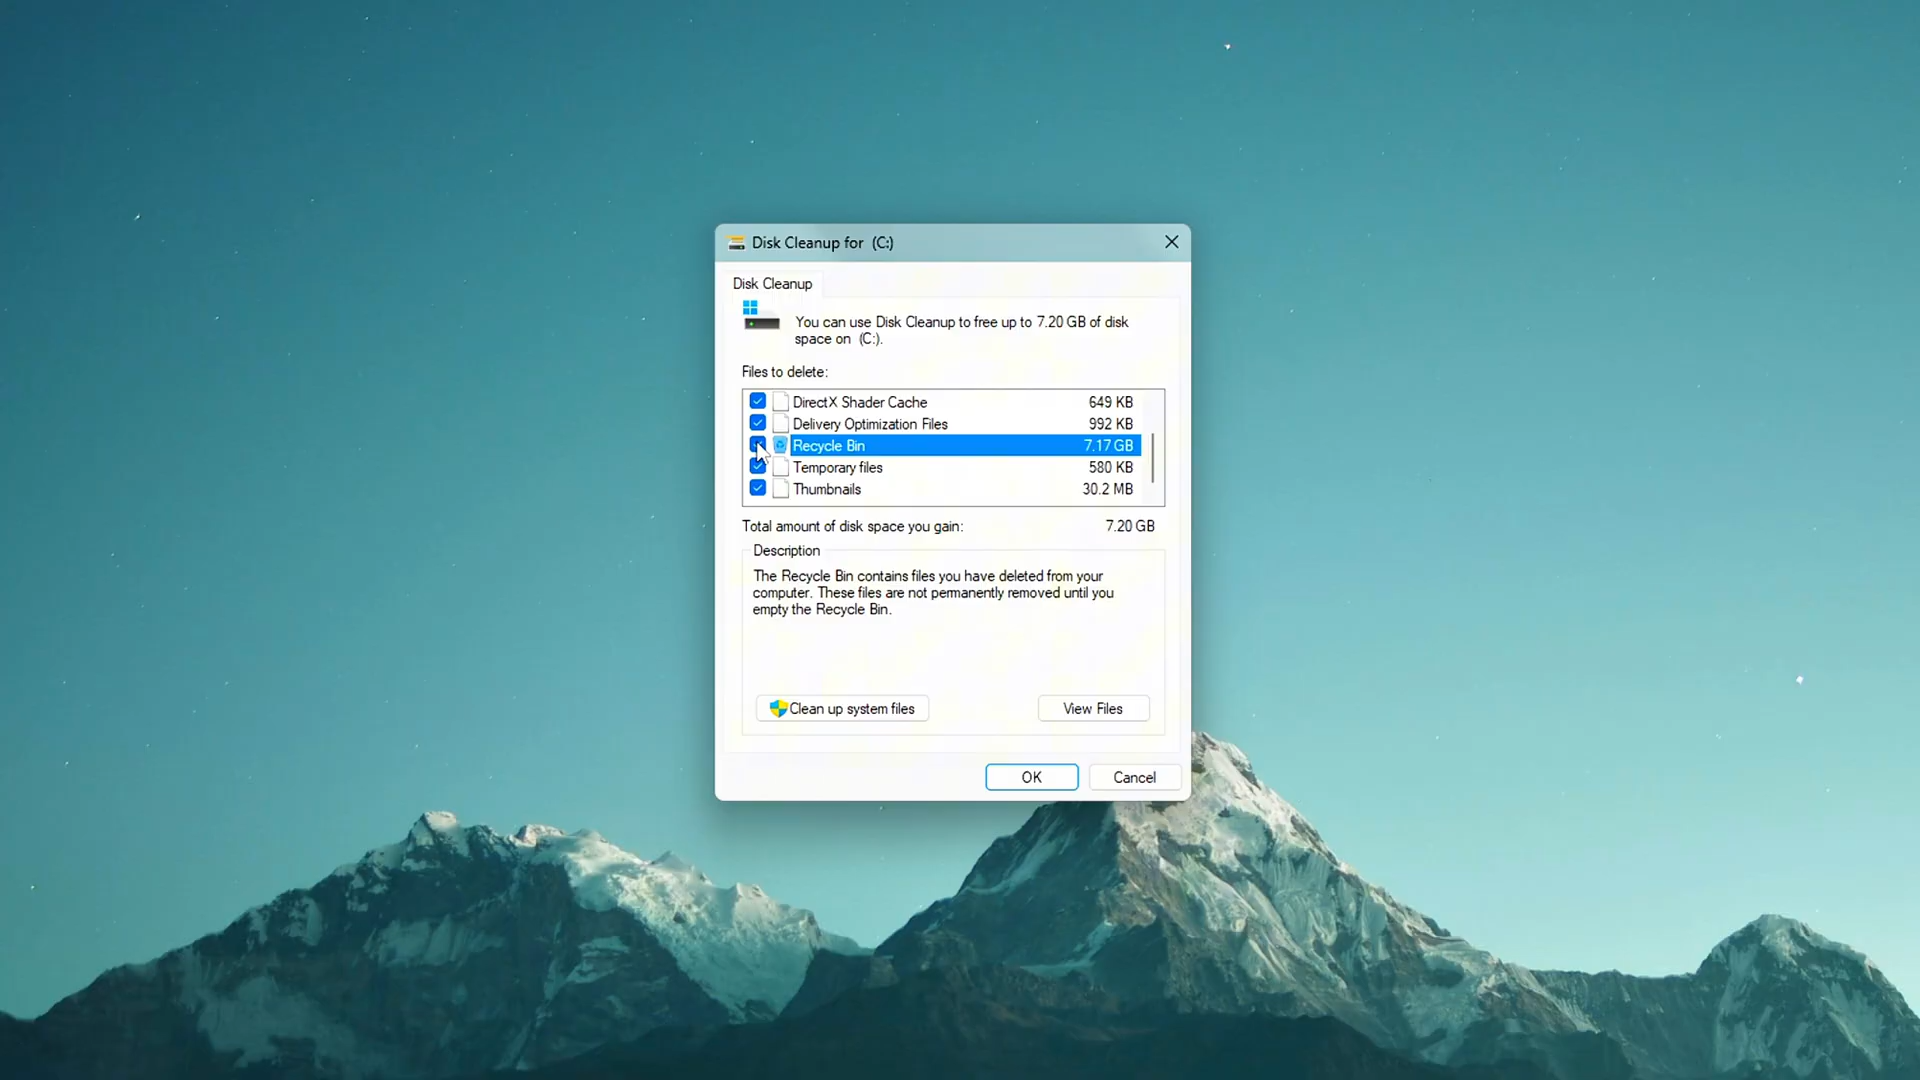 Disk Cleanup for  (C:)
Disk Cleanup
You can use Disk Cleanup to free up to 7.20 GB of disk
space on  (C:).
Files to delete:
DirectX Shader Cache 649 KB
Delivery Optimization Files 992 KB
Recycle Bin 7.17 GB
Temporary files 580 KB
Thumbnails 30.2 MB
Total amount of disk space you gain: 7.20 GB
Description
The Recycle Bin contains files you have deleted from your
computer. These files are not permanently removed until you
empty the Recycle Bin.
Clean up system files View Files
OK Cancel